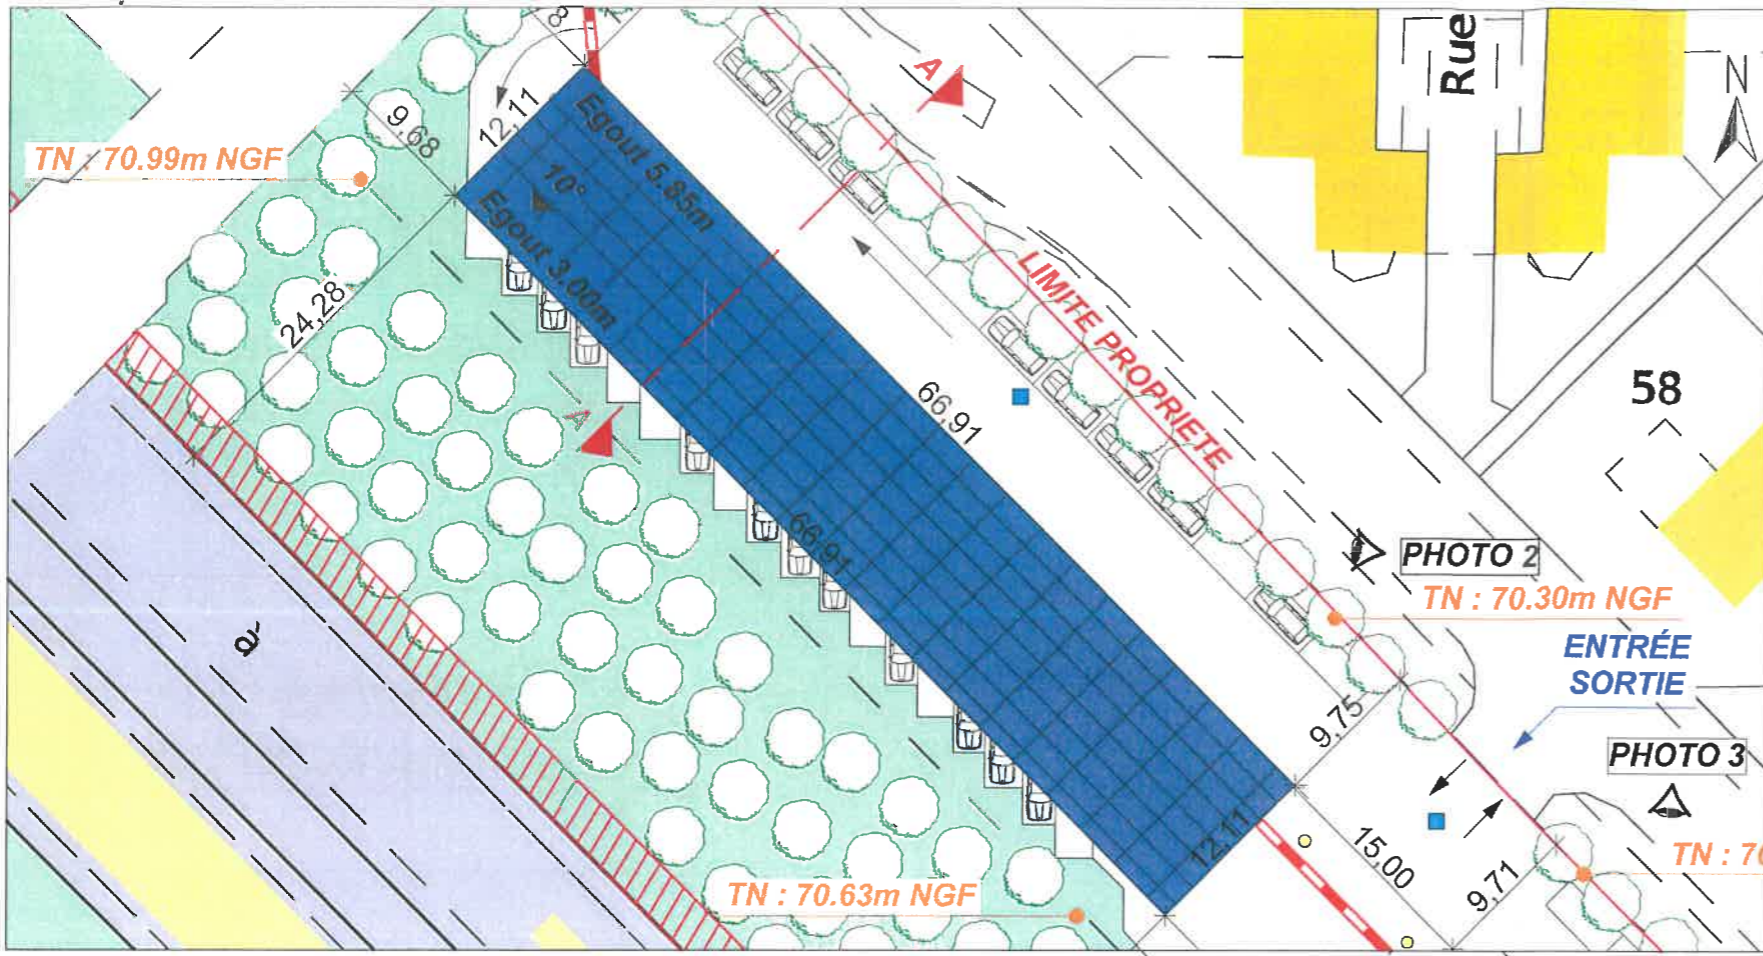 8
Rue
N
A
TN : 70.99m NGF
9,68
12,11
Egout 5.85m
10°
Egout 3.00m
24,28
LIMITE PROPRIETE
A
66,91
66,91
58
PHOTO 2
TN : 70.30m NGF
ENTRÉE
SORTIE
9,75
PHOTO 3
12,11
15,00
9,71
TN : 70.63m NGF